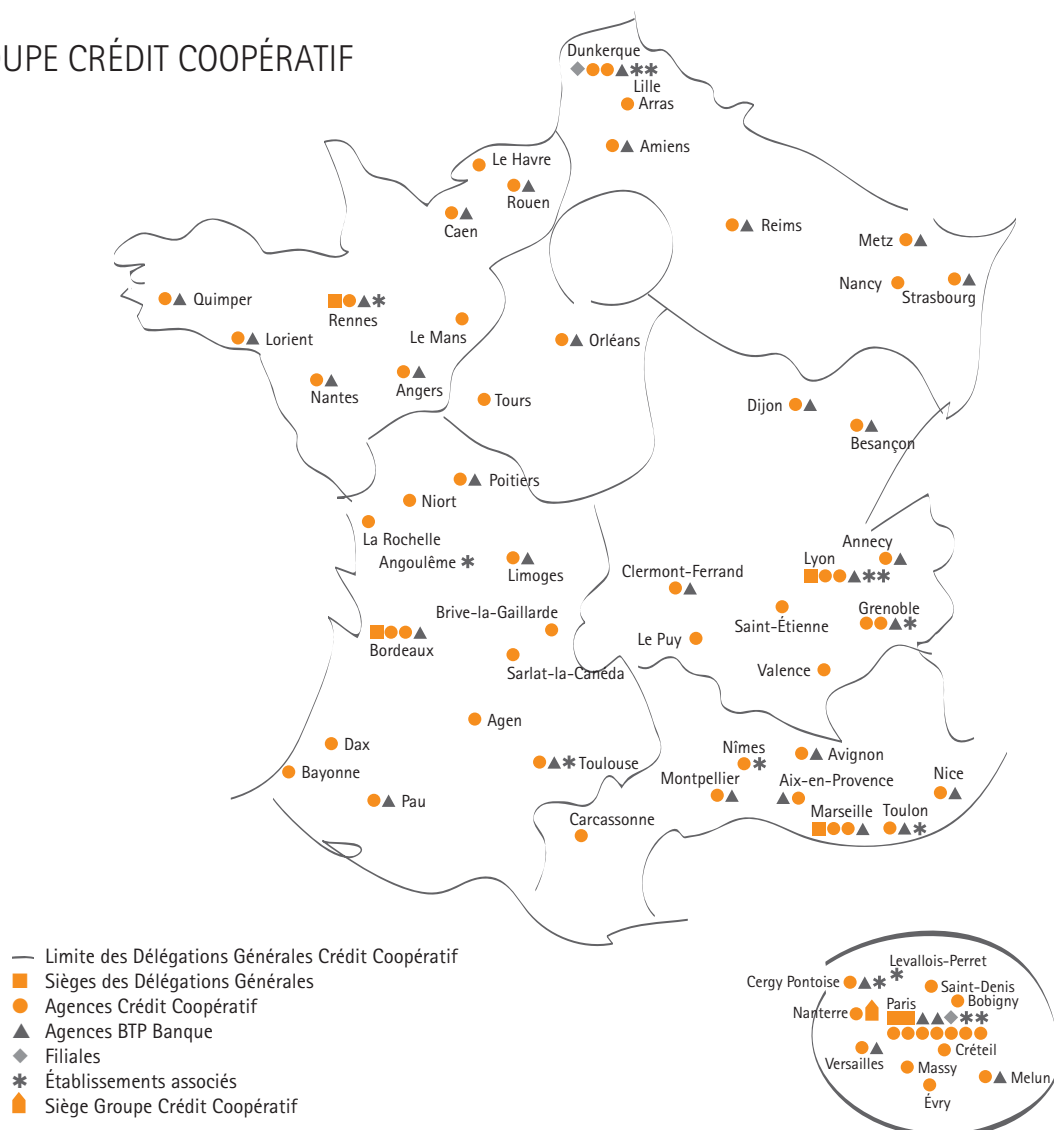 UPE CRÉDIT COOPÉRATIF
Dunkerque
Lille
Arras
Amiens
Le Havre
Rouen
Caen
Reims
Metz
Nancy
Strasbourg
Quimper
Rennes
Lorient
Le Mans
Orléans
Nantes
Angers
Tours
Dijon
Besançon
Poitiers
Niort
La Rochelle
Angoulême
Limoges
Clermont-Ferrand
Annecy
Lyon
Brive-la-Gaillarde
Saint-Étienne
Grenoble
Bordeaux
Le Puy
Sarlat-la-Canéda
Valence
Agen
Dax
Bayonne
Toulouse
Nîmes
Avignon
Montpellier
Aix-en-Provence
Nice
Pau
Carcassonne
Marseille
Toulon
Limite des Délégations Générales Crédit Coopératif
Sièges des Délégations Générales
Agences Crédit Coopératif
Agences BTP Banque
Filiales
Établissements associés
Siège Groupe Crédit Coopératif
Levallois-Perret
Cergy Pontoise
Saint-Denis
Bobigny
Nanterre
Paris
Créteil
Versailles
Massy
Melun
Évry